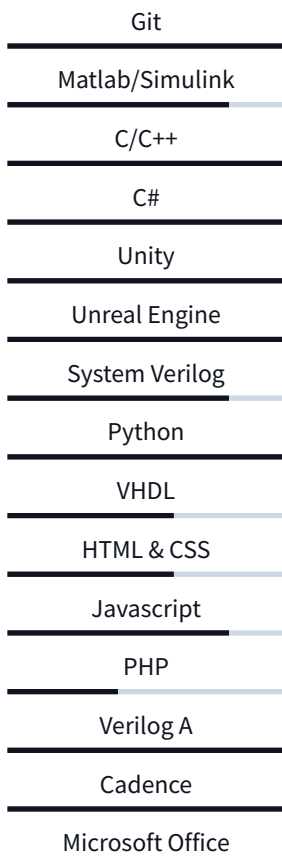 Git
Matlab/Simulink
C/C++
C#
Unity
Unreal Engine
System Verilog
Python
VHDL
HTML & CSS
Javascript
PHP
Verilog A
Cadence
Microsoft Office